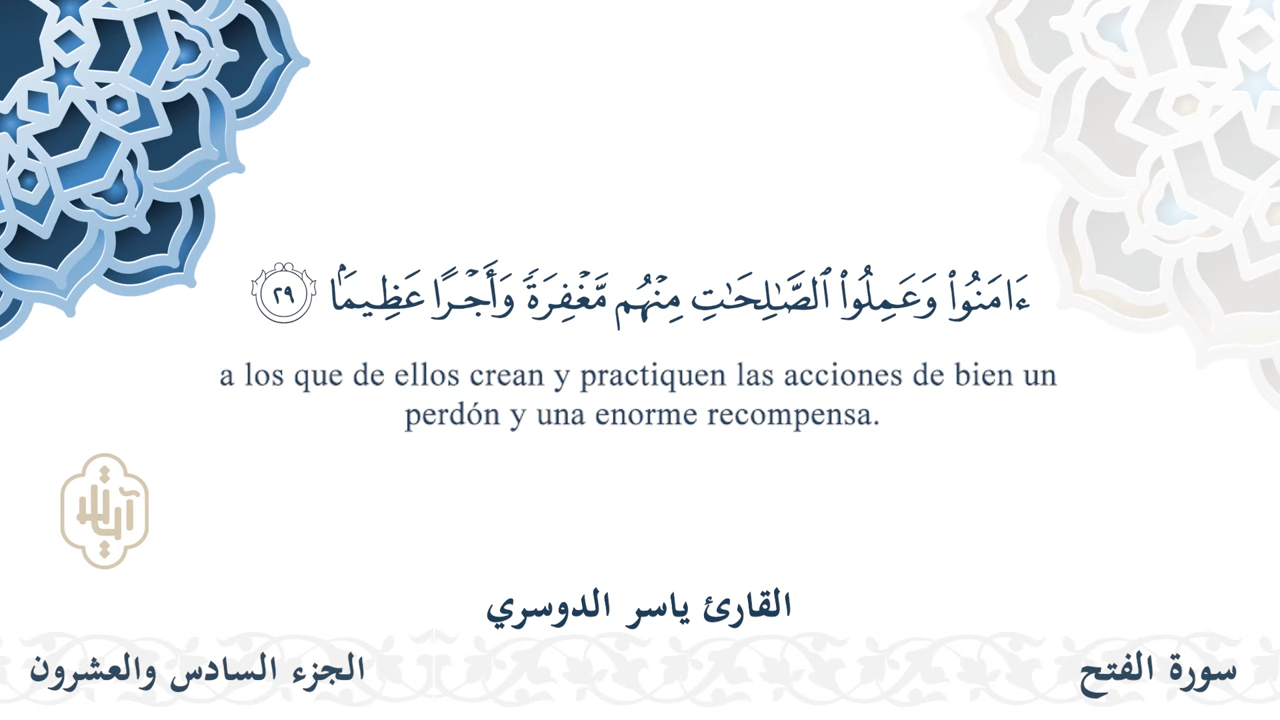 ءَامَنُوا۟ وَعَمِلُوا۟ ٱلصَّـٰلِحَـٰتِ مِنْهُم مَّغْفِرَةًۭ وَأَجْرًا عَظِيمًۢا ٢٩
a los que de ellos crean y practiquen las acciones de bien un
perdón y una enorme recompensa.
القارئ ياسر الدوسري
سورة الفتح
الجزء السادس والعشرون